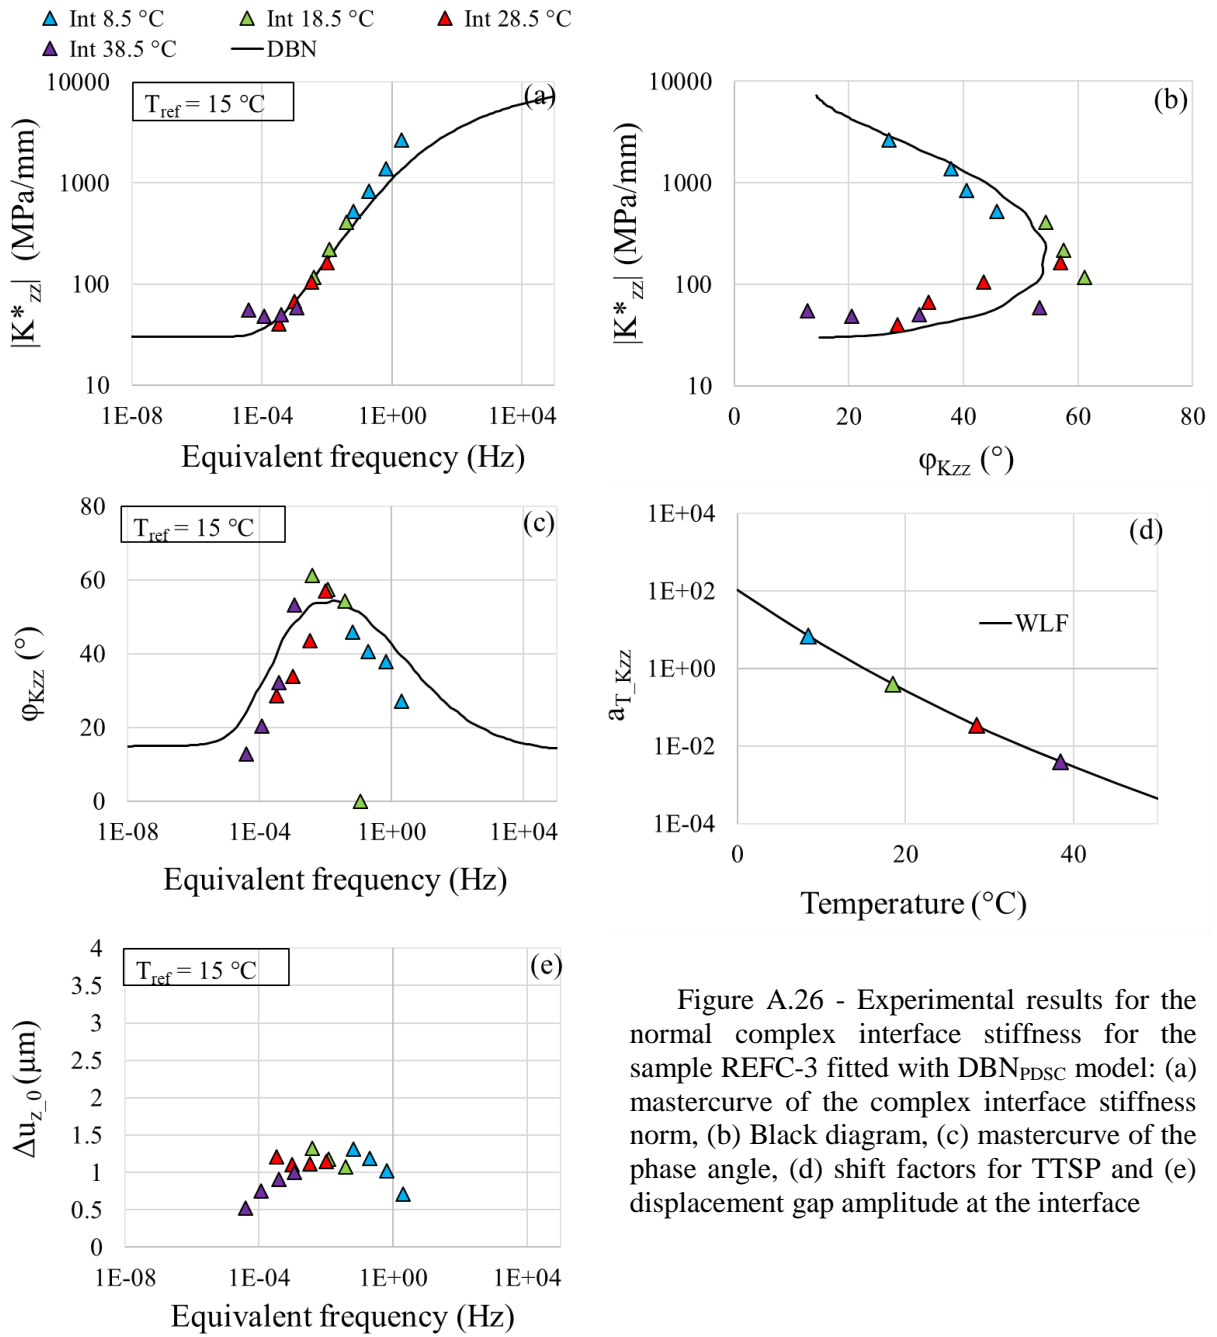 Int 8.5 °C Int 18.5 °C Int 28.5 °C
Int 38.5 °C DBN
10000
1000
100
10
T_ref = 15 °C
(a)
|K*_zz| (MPa/mm)
1E-08 1E-04 1E+00 1E+04
Equivalent frequency (Hz)
10000
1000
100
10
(b)
|K*_zz| (MPa/mm)
0 20 40 60 80
φ_Kzz (°)
80
60
40
20
0
T_ref = 15 °C
(c)
φ_Kzz (°)
1E-08 1E-04 1E+00 1E+04
Equivalent frequency (Hz)
1E+04
1E+02
1E+00
1E-02
1E-04
(d)
WLF
a_T_Kzz
0 20 40
Temperature (°C)
4
3.5
3
2.5
2
1.5
1
0.5
0
T_ref = 15 °C
(e)
Δu_z_0 (μm)
1E-08 1E-04 1E+00 1E+04
Equivalent frequency (Hz)
Figure A.26 - Experimental results for the
normal complex interface stiffness for the
sample REFC-3 fitted with DBN_PDSC model: (a)
mastercurve of the complex interface stiffness
norm, (b) Black diagram, (c) mastercurve of the
phase angle, (d) shift factors for TTSP and (e)
displacement gap amplitude at the interface